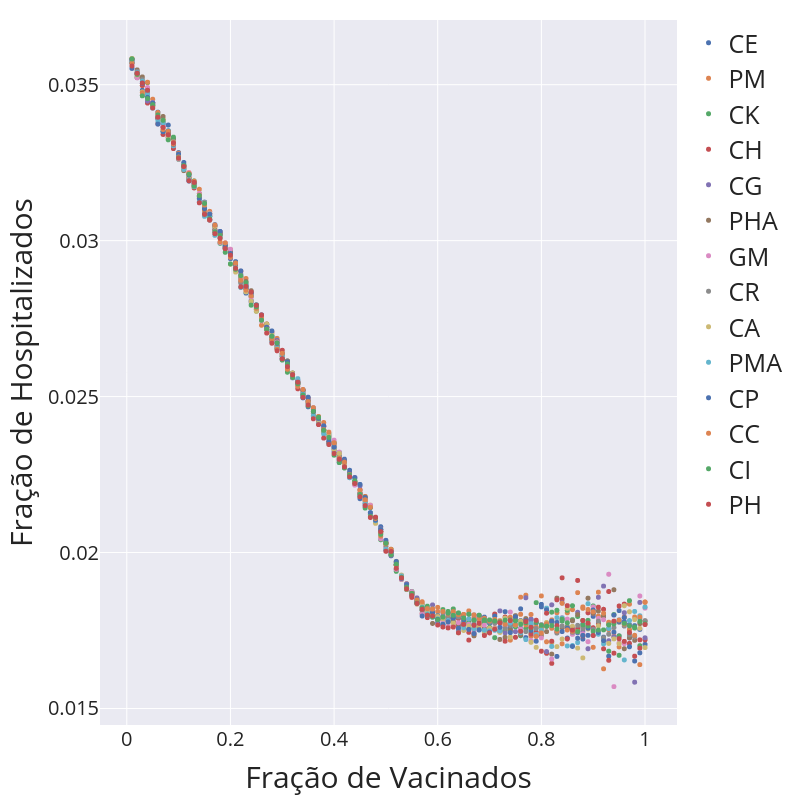 Fração de Hospitalizados
0.035
0.03
0.025
0.02
0.015
0
0.2
0.4
0.6
0.8
1
Fração de Vacinados
CE
PM
CK
CH
CG
PHA
GM
CR
CA
PMA
CP
CC
CI
PH